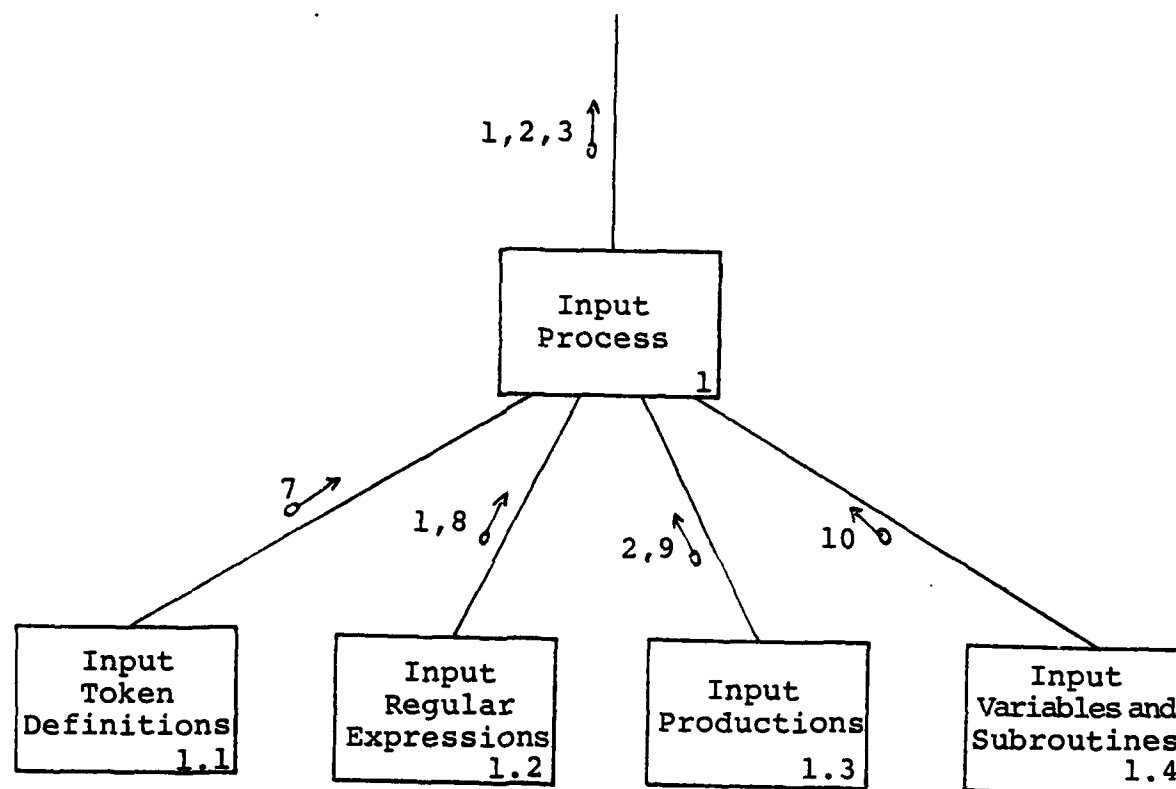 1,2,3
Input
Process
1
7
1,8
2,9
10
Input
Token
Definitions
1.1
Input
Regular
Expressions
1.2
Input
Productions
1.3
Input
Variables and
Subroutines
1.4